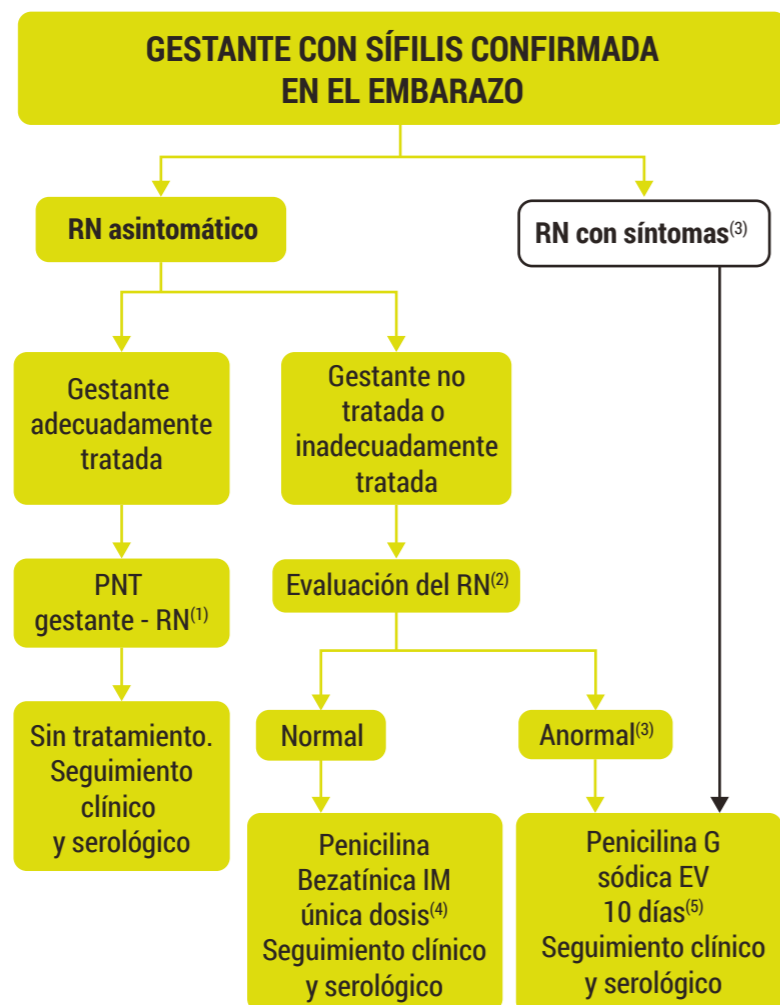 GESTANTE CON SÍFILIS CONFIRMADA
EN EL EMBARAZO
RN asintomático
RN con síntomas(3)
Gestante
adecuadamente
tratada
Gestante no
tratada o
inadecuadamente
tratada
PNT
gestante - RN(1)
Evaluación del RN(2)
Sin tratamiento.
Seguimiento
clínico
y serológico
Normal
Anormal(3)
Penicilina
Bezatínica IM
única dosis(4)
Seguimiento clínico
y serológico
Penicilina G
sódica EV
10 días(5)
Seguimiento clínico
y serológico